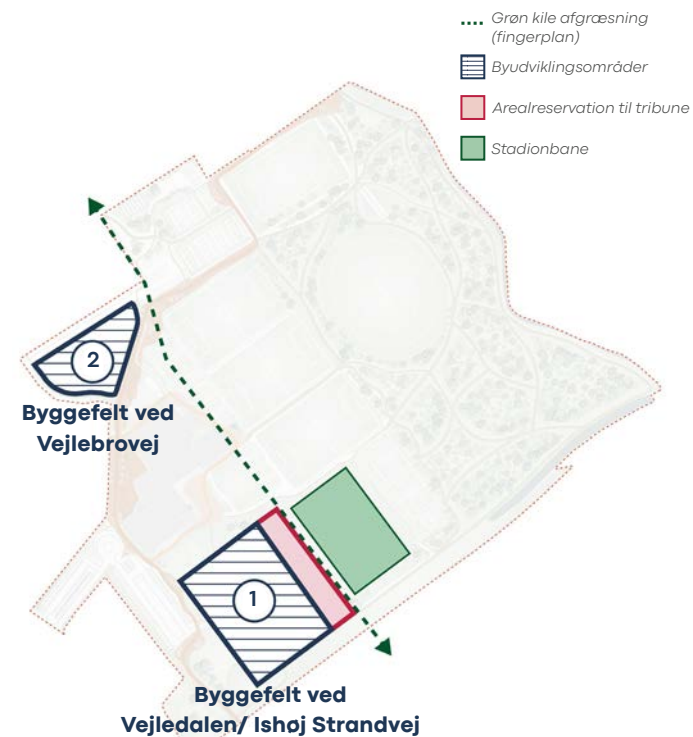 Grøn kile afgræsning
(fingerplan)
Byudviklingsområder
Arealreservation til tribune
Stadionbane
2
Byggefelt ved
Vejlebrovej
1
Byggefelt ved
Vejledalen/ Ishøj Strandvej